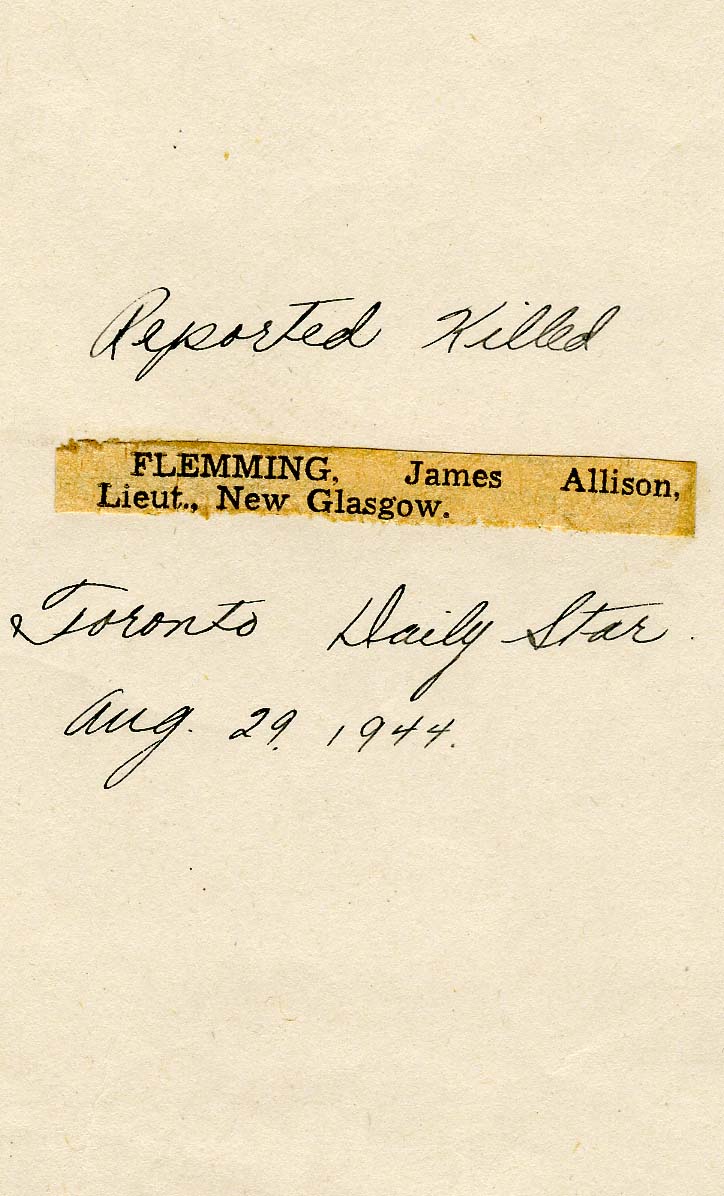 Reported Killed
FLEMMING, James Allison,
Lieut., New Glasgow.
Toronto Daily Star.
Aug. 29, 1944.